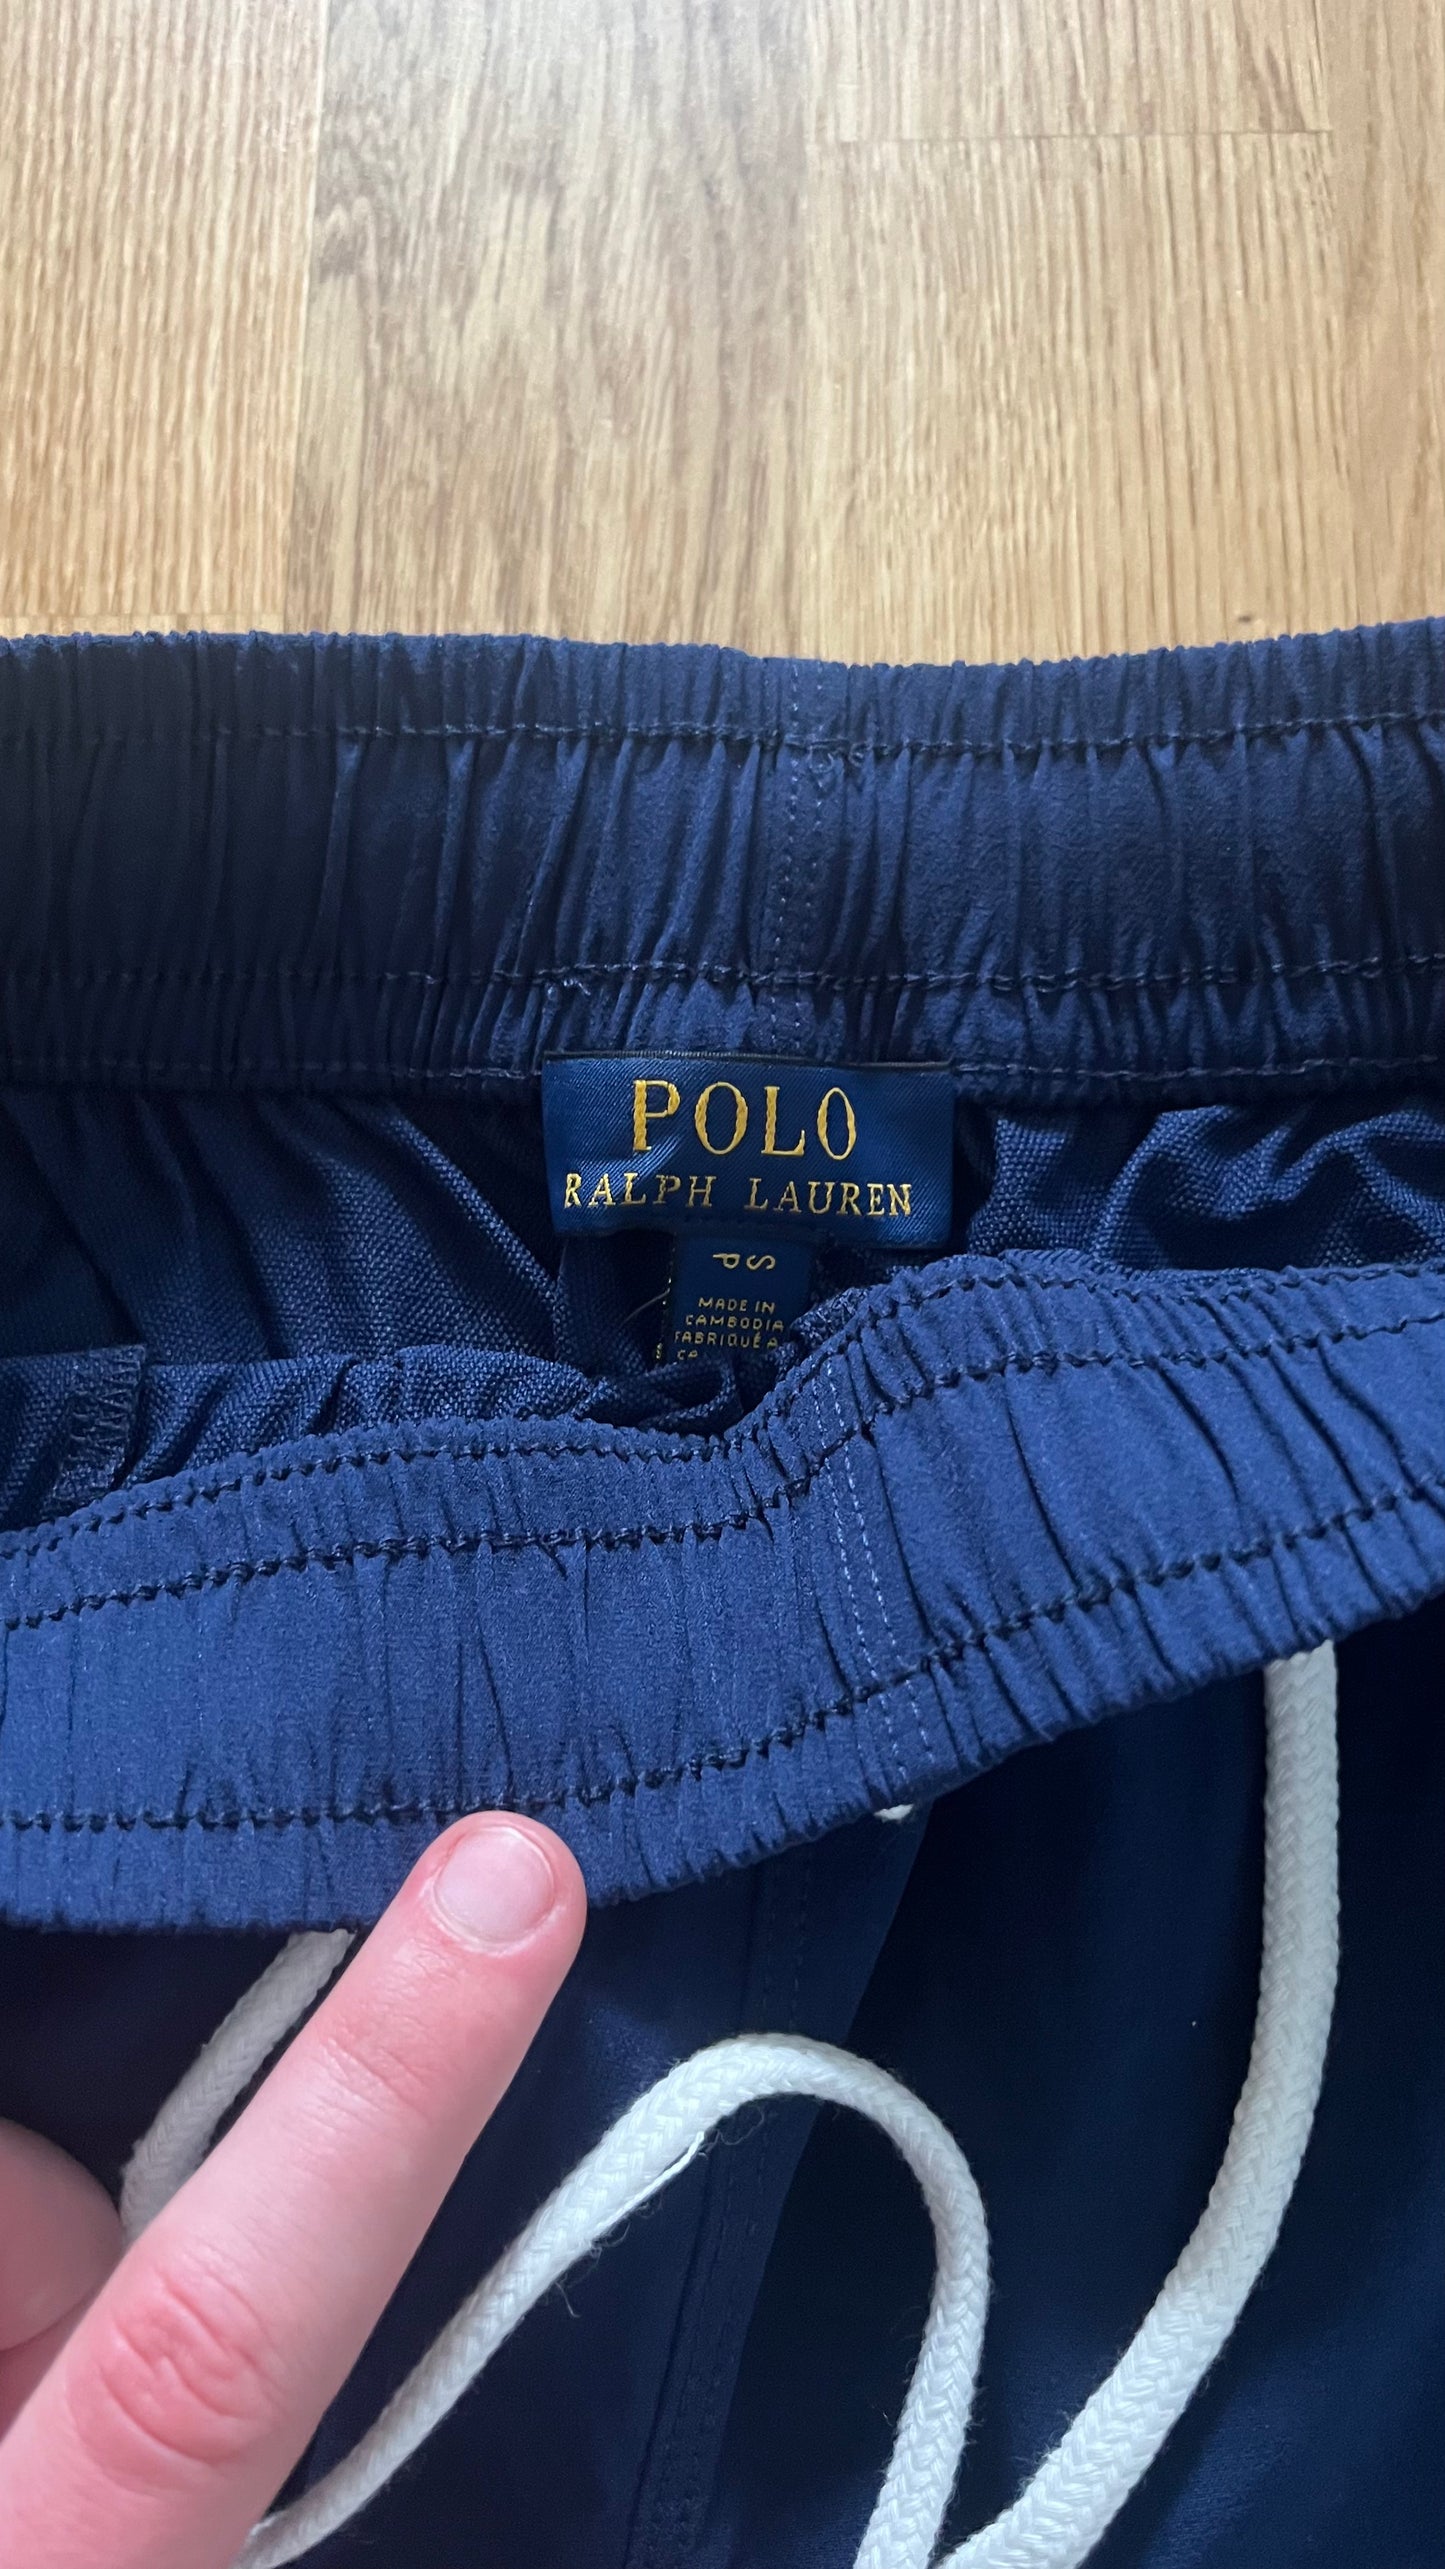 POLO
RALPH LAUREN
S
P
MADE IN
CAMBODIA
FABRIQUÉ A